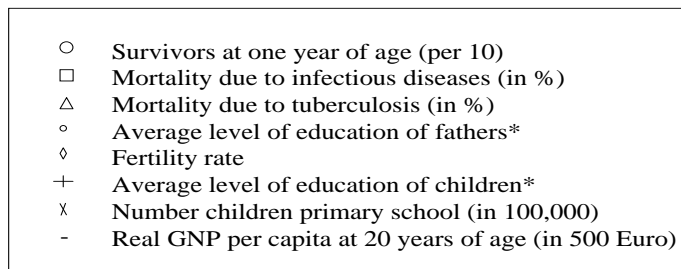 Survivors at one year of age (per 10)
Mortality due to infectious diseases (in %)
Mortality due to tuberculosis (in %)
Average level of education of fathers*
Fertility rate
Average level of education of children*
Number children primary school (in 100,000)
Real GNP per capita at 20 years of age (in 500 Euro)